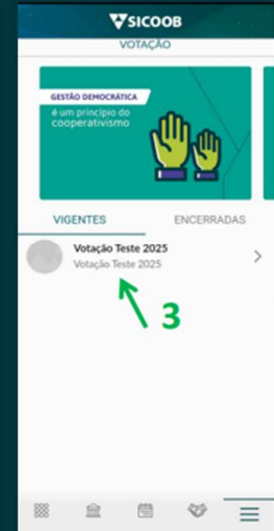 SICOOB
VOTAÇÃO
GESTÃO DEMOCRÁTICA
é um princípio do
cooperativismo
VIGENTES
ENCERRADAS
Votação Teste 2025
Votação Teste 2025
3